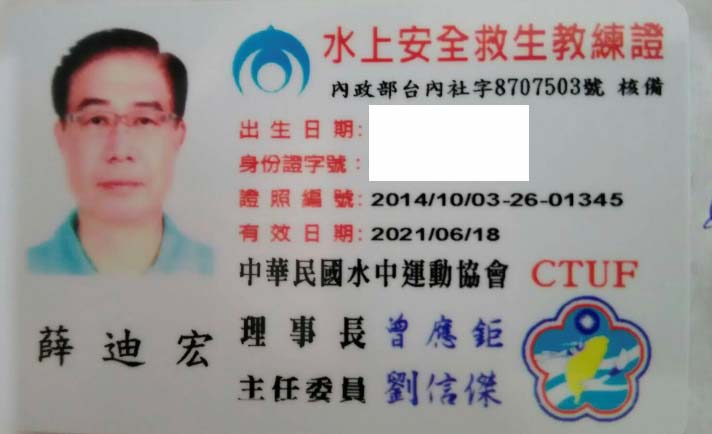 水上安全救生教練證
內政部台內社字8707503號 核備
出生日期:
身份證字號:
證照編號: 2014/10/03-26-01345
有效日期: 2021/06/18
中華民國水中運動協會 CTUF
薛迪宏
理事長 曾應鉅
主任委員 劉信傑